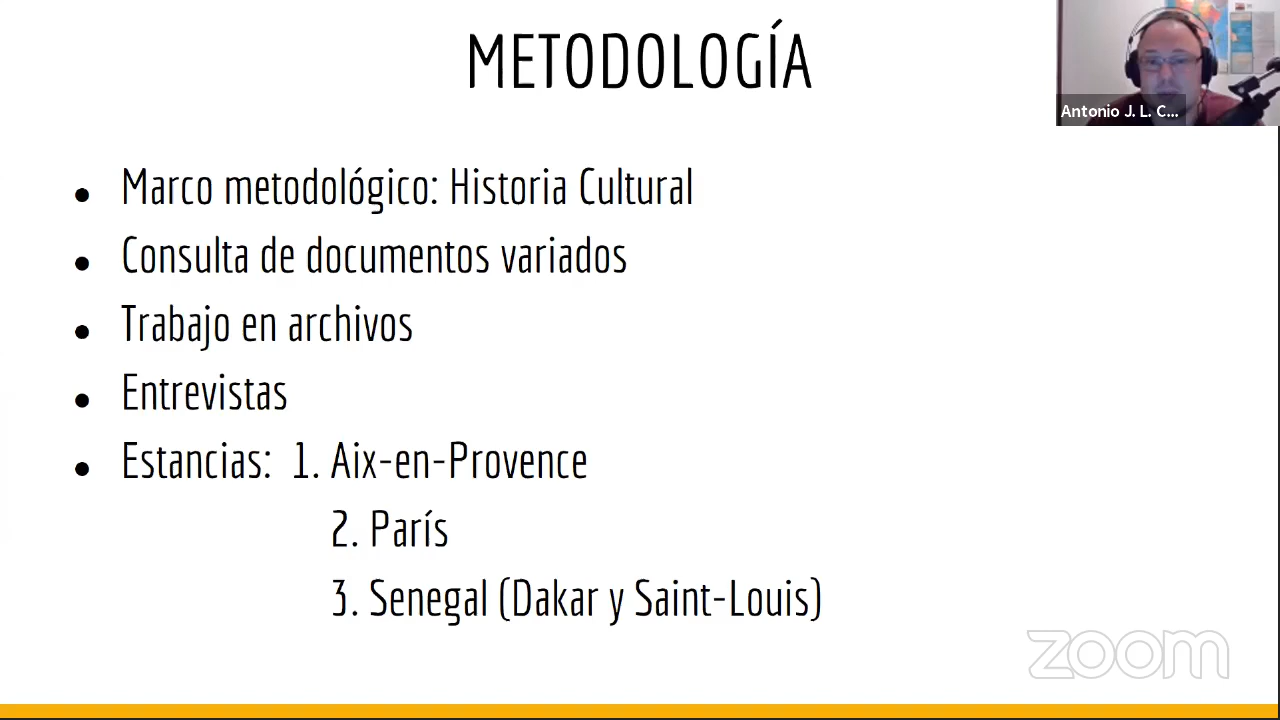 METODOLOGÍA
Antonio J. L. C...
● Marco metodológico: Historia Cultural
● Consulta de documentos variados
● Trabajo en archivos
● Entrevistas
● Estancias: 1. Aix-en-Provence
2. París
3. Senegal (Dakar y Saint-Louis)
zoom